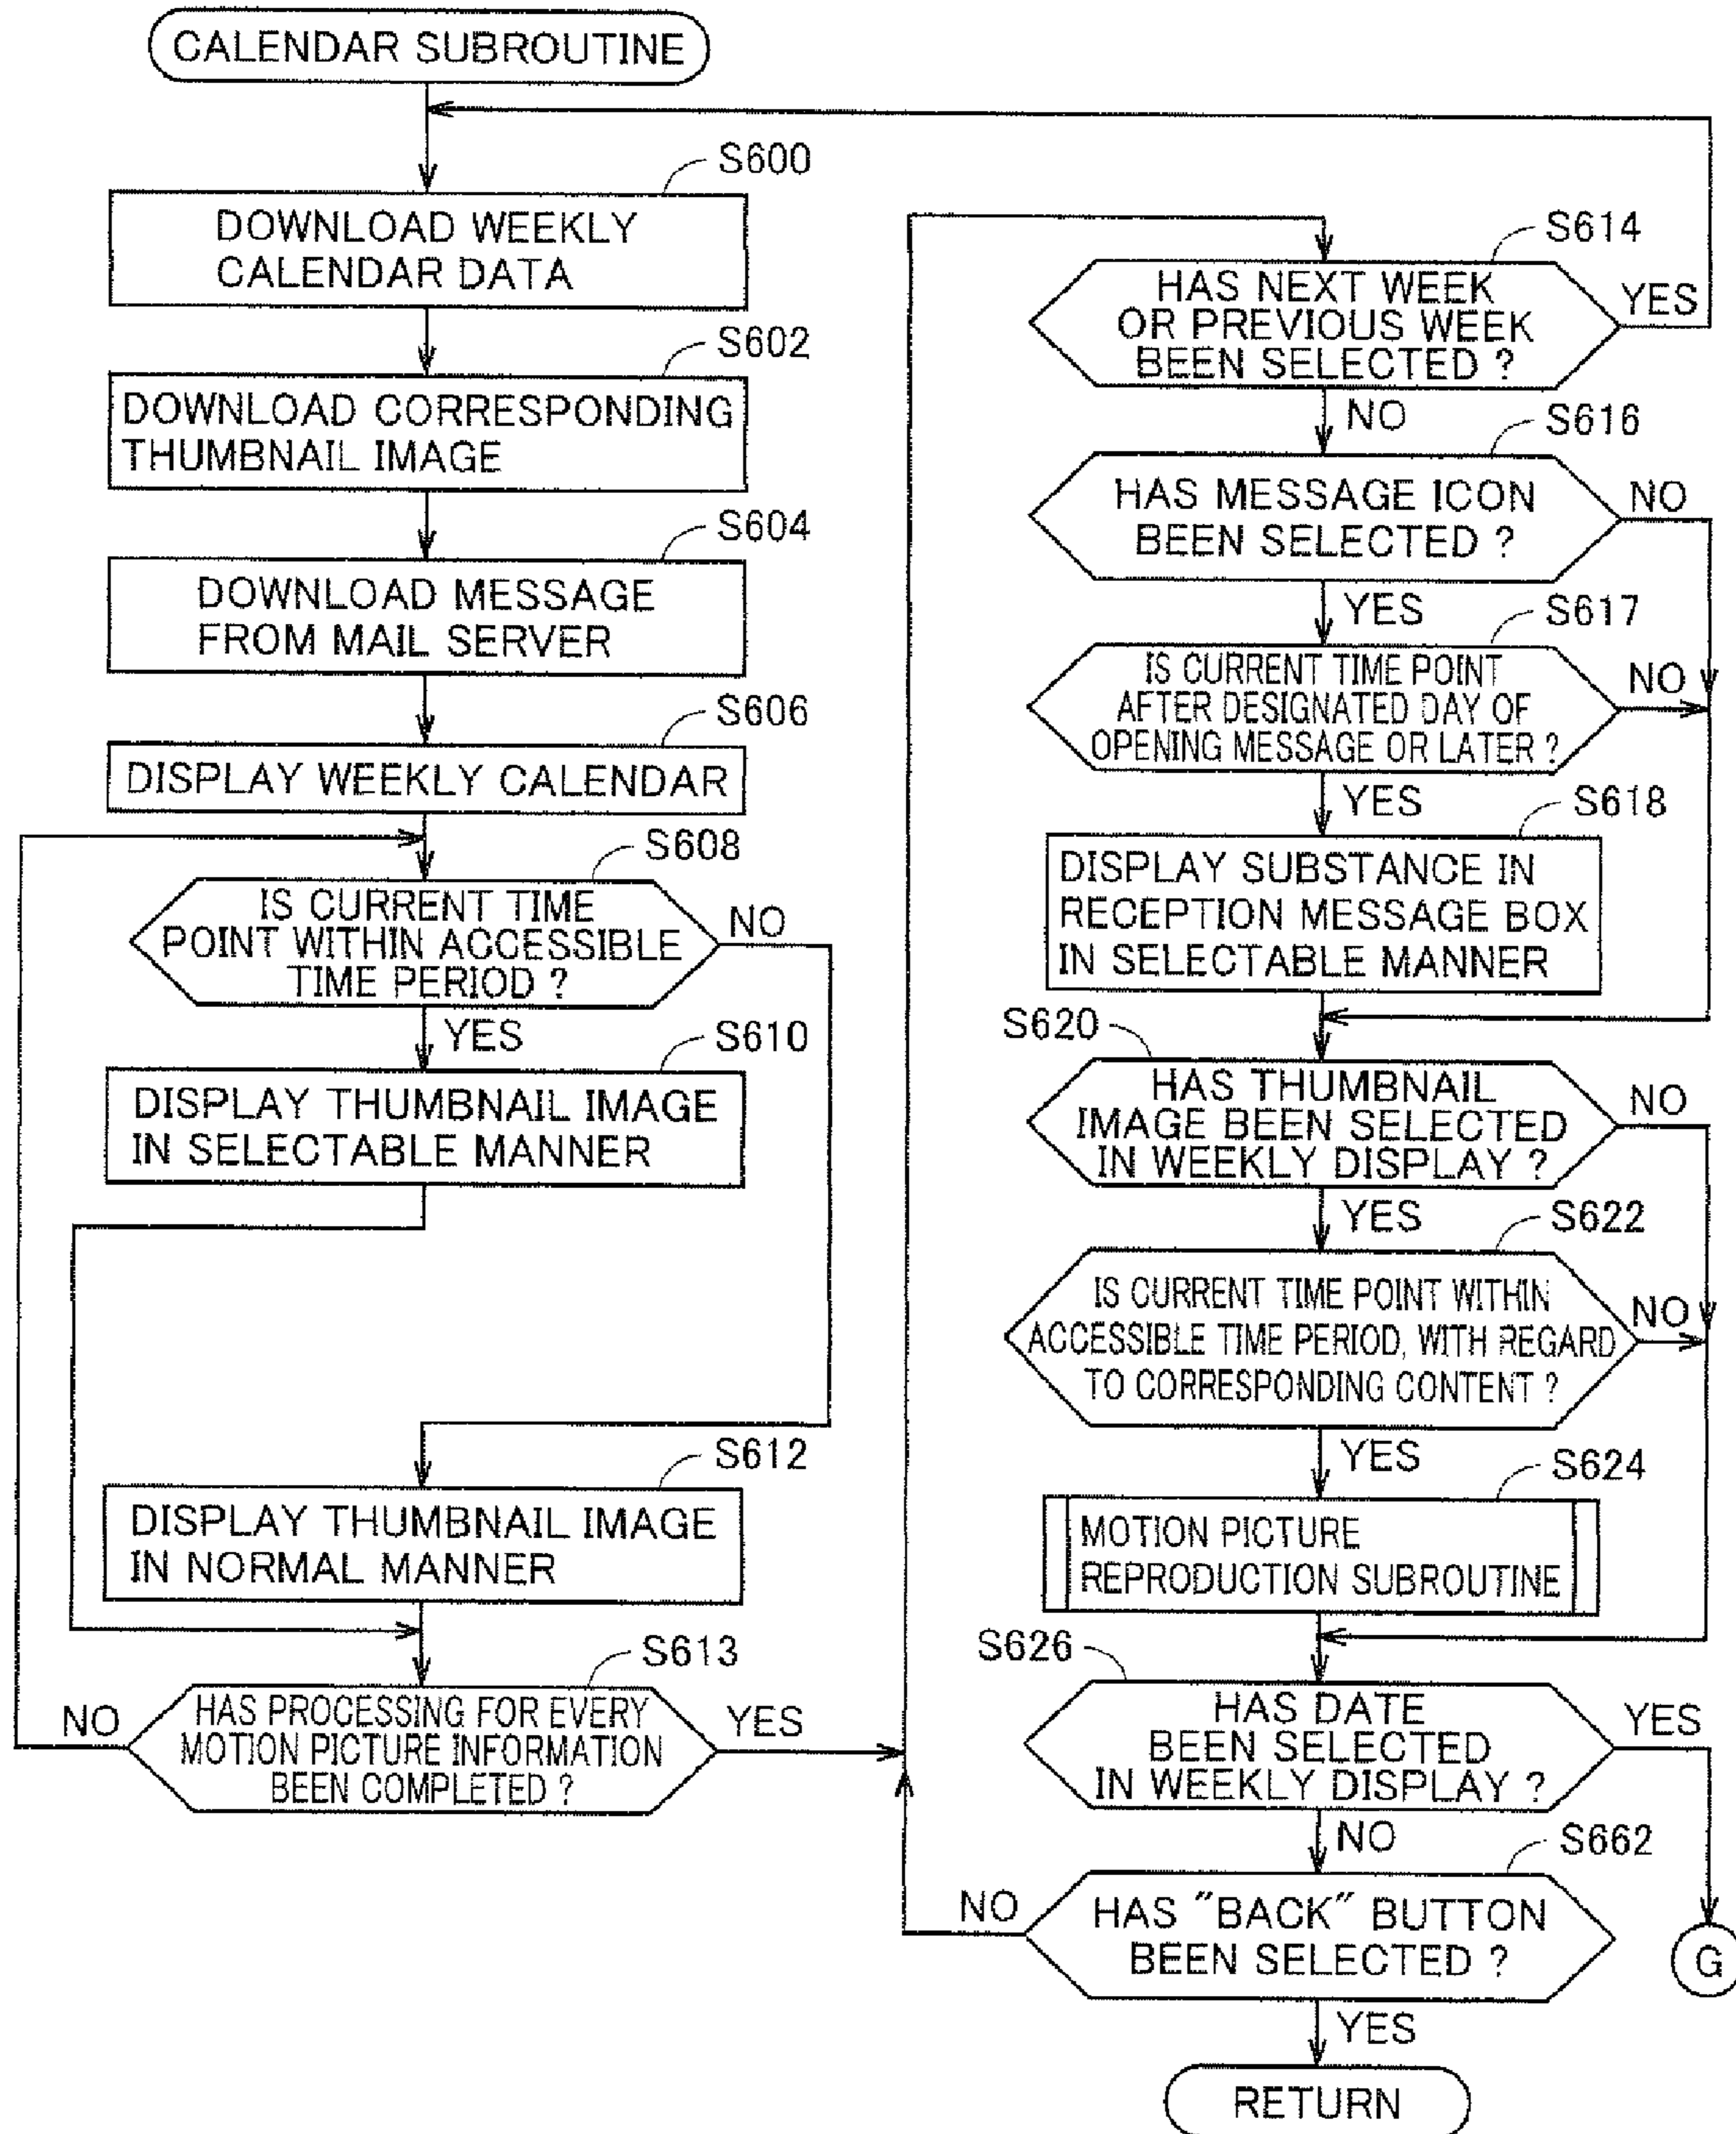 CALENDAR SUBROUTINE
S600
DOWNLOAD WEEKLY
CALENDAR DATA
S602
DOWNLOAD CORRESPONDING
THUMBNAIL IMAGE
S604
DOWNLOAD MESSAGE
FROM MAIL SERVER
S606
DISPLAY WEEKLY CALENDAR
S608
IS CURRENT TIME
POINT WITHIN ACCESSIBLE
TIME PERIOD ?
NO
YES
S610
DISPLAY THUMBNAIL IMAGE
IN SELECTABLE MANNER
S612
DISPLAY THUMBNAIL IMAGE
IN NORMAL MANNER
S613
HAS PROCESSING FOR EVERY
MOTION PICTURE INFORMATION
BEEN COMPLETED ?
NO
YES
S614
HAS NEXT WEEK
OR PREVIOUS WEEK
BEEN SELECTED ?
YES
NO
S616
HAS MESSAGE ICON
BEEN SELECTED ?
NO
YES
S617
IS CURRENT TIME POINT
AFTER DESIGNATED DAY OF
OPENING MESSAGE OR LATER ?
NO
YES
S618
DISPLAY SUBSTANCE IN
RECEPTION MESSAGE BOX
IN SELECTABLE MANNER
S620
HAS THUMBNAIL
IMAGE BEEN SELECTED
IN WEEKLY DISPLAY ?
NO
YES
S622
IS CURRENT TIME POINT WITHIN
ACCESSIBLE TIME PERIOD, WITH REGARD
TO CORRESPONDING CONTENT ?
NO
YES
S624
MOTION PICTURE
REPRODUCTION SUBROUTINE
S626
HAS DATE
BEEN SELECTED
IN WEEKLY DISPLAY ?
YES
NO
S662
HAS "BACK" BUTTON
BEEN SELECTED ?
NO
G
YES
RETURN